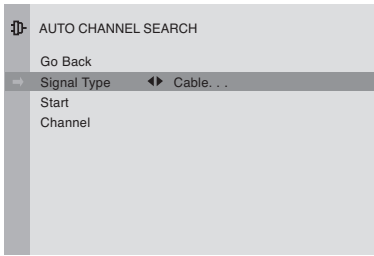 AUTO CHANNEL SEARCH
Go Back
Signal Type Cable. . .
Start
Channel